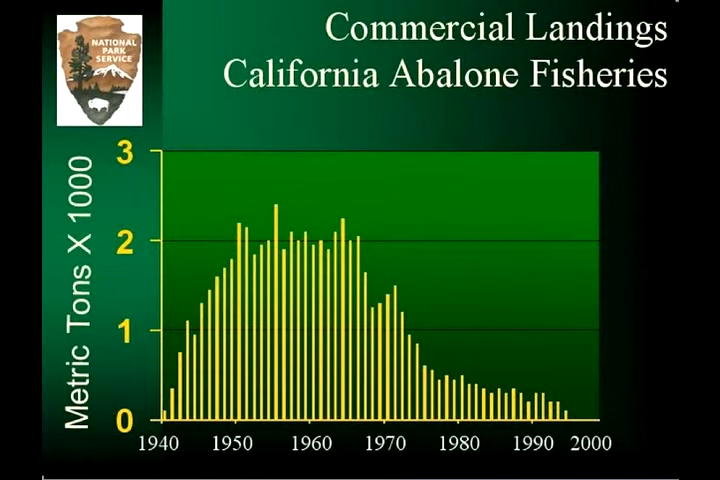 Commercial Landings
California Abalone Fisheries
NATIONAL
PARK
SERVICE
Metric Tons X 1000
3
2
1
0
1940 1950 1960 1970 1980 1990 2000